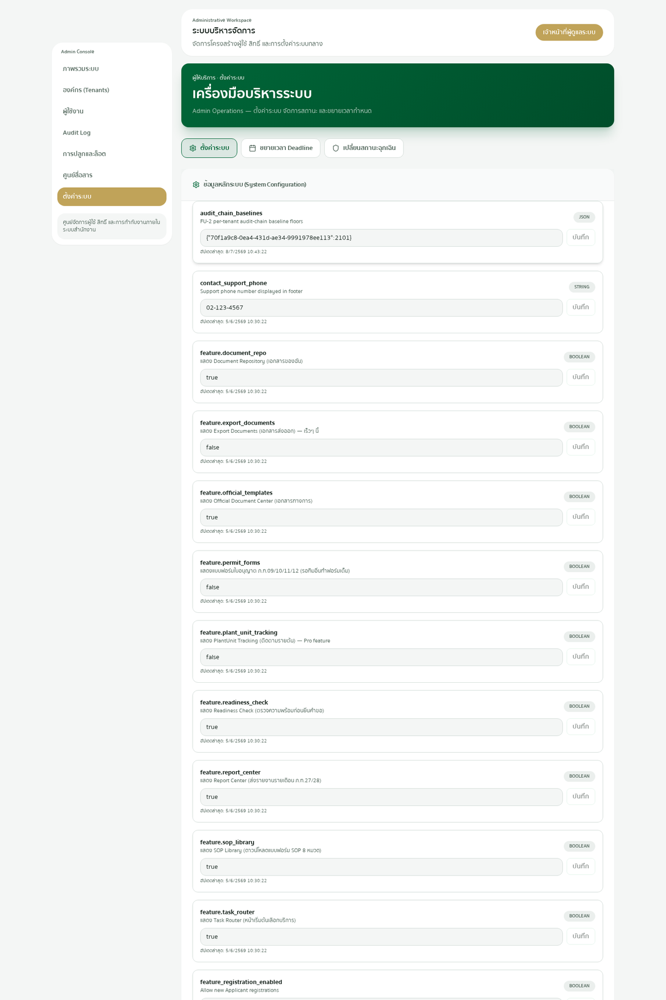 Administrative Workspace
ระบบบริหารจัดการ
จัดการโครงสร้างผู้ใช้ สิทธิ์ และการตั้งค่าระบบกลาง
เจ้าหน้าที่ผู้ดูแลระบบ
Admin Console
ภาพรวมระบบ
องค์กร (Tenants)
ผู้ใช้งาน
Audit Log
การปลูกและล็อต
ศูนย์สื่อสาร
ตั้งค่าระบบ
ศูนย์จัดการผู้ใช้ สิทธิ์ และการกำกับงานภายใน
ระบบสำนักงาน
ผู้ให้บริการ · ตั้งค่าระบบ
เครื่องมือบริหารระบบ
Admin Operations — ตั้งค่าระบบ จัดการสถานะ และขยายเวลากำหนด
ตั้งค่าระบบ
ขยายเวลา Deadline
เปลี่ยนสถานะฉุกเฉิน
ข้อมูลหลักระบบ (System Configuration)
audit_chain_baselines
FU-2 per-tenant audit-chain baseline floors
JSON
{"70f1a9c8-0ea4-431d-ae34-9991978ee113":2101}
บันทึก
อัปเดตล่าสุด: 8/7/2569 10:43:22
contact_support_phone
Support phone number displayed in footer
STRING
02-123-4567
บันทึก
อัปเดตล่าสุด: 5/6/2569 10:30:22
feature.document_repo
แสดง Document Repository (เอกสารของฉัน)
BOOLEAN
true
บันทึก
อัปเดตล่าสุด: 5/6/2569 10:30:22
feature.export_documents
แสดง Export Documents (เอกสารส่งออก) — เร็วๆ นี้
BOOLEAN
false
บันทึก
อัปเดตล่าสุด: 5/6/2569 10:30:22
feature.official_templates
แสดง Official Document Center (เอกสารทางการ)
BOOLEAN
true
บันทึก
อัปเดตล่าสุด: 5/6/2569 10:30:22
feature.permit_forms
แสดงแบบฟอร์มใบอนุญาต ภ.ท.09/10/11/12 (รอทีมอื่นทำฟอร์มเต็ม)
BOOLEAN
false
บันทึก
อัปเดตล่าสุด: 5/6/2569 10:30:22
feature.plant_unit_tracking
แสดง PlantUnit Tracking (ติดตามรายต้น) — Pro feature
BOOLEAN
false
บันทึก
อัปเดตล่าสุด: 5/6/2569 10:30:22
feature.readiness_check
แสดง Readiness Check (ตรวจความพร้อมก่อนยื่นคำขอ)
BOOLEAN
true
บันทึก
อัปเดตล่าสุด: 5/6/2569 10:30:22
feature.report_center
แสดง Report Center (ส่งรายงานรายเดือน ภ.ท.27/28)
BOOLEAN
true
บันทึก
อัปเดตล่าสุด: 5/6/2569 10:30:22
feature.sop_library
แสดง SOP Library (ดาวน์โหลดแบบฟอร์ม SOP 8 หมวด)
BOOLEAN
true
บันทึก
อัปเดตล่าสุด: 5/6/2569 10:30:22
feature.task_router
แสดง Task Router (หน้าเริ่มต้นเลือกบริการ)
BOOLEAN
true
บันทึก
อัปเดตล่าสุด: 5/6/2569 10:30:22
feature_registration_enabled
Allow new Applicant registrations
BOOLEAN